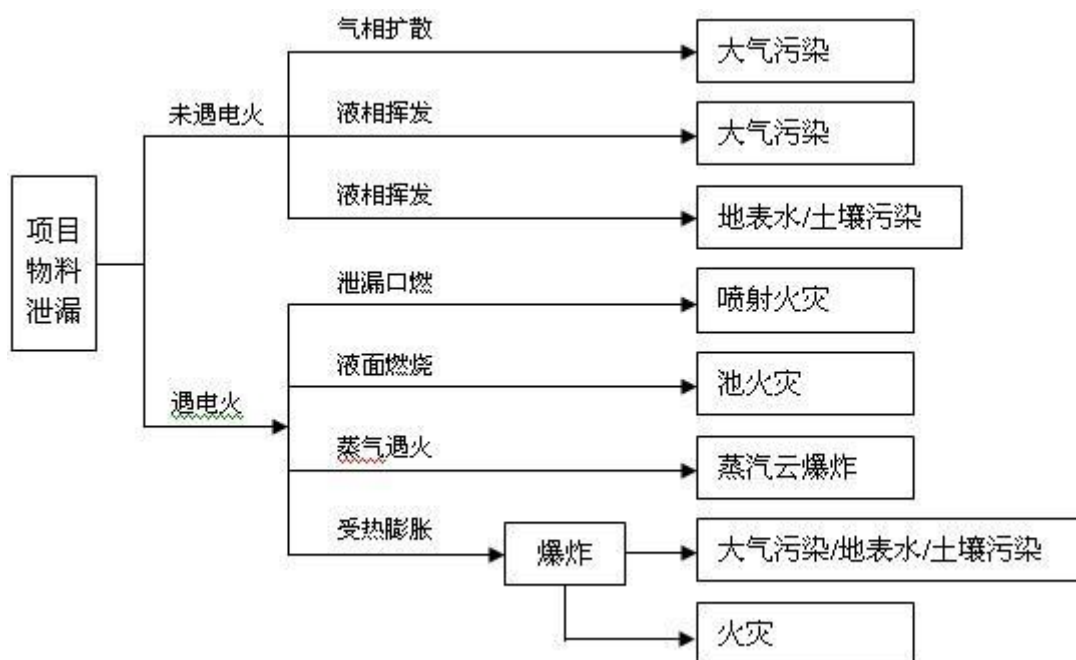 气相扩散
大气污染
未遇电火
液相挥发
大气污染
液相挥发
地表水/土壤污染
项目
物料
泄漏
泄漏口燃
喷射火灾
液面燃烧
池火灾
遇电火
蒸气遇火
蒸汽云爆炸
受热膨胀
爆炸
大气污染/地表水/土壤污染
火灾